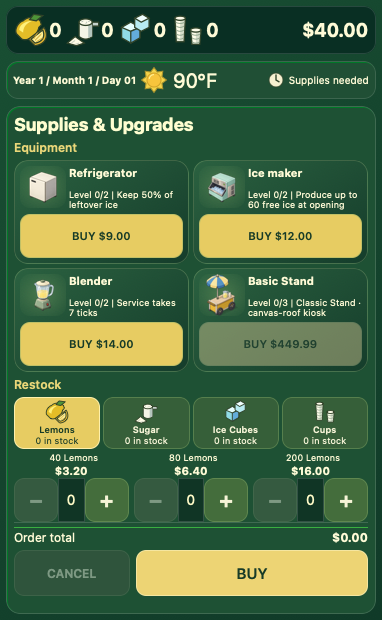 0 0 0 0 $40.00
Year 1 / Month 1 / Day 01 90°F Supplies needed
Supplies & Upgrades
Equipment
Refrigerator
Level 0/2 | Keep 50% of
leftover ice
BUY $9.00
Ice maker
Level 0/2 | Produce up to
60 free ice at opening
BUY $12.00
Blender
Level 0/2 | Service takes
7 ticks
BUY $14.00
Basic Stand
Level 0/3 | Classic Stand ·
canvas-roof kiosk
BUY $449.99
Restock
Lemons
0 in stock
Sugar
0 in stock
Ice Cubes
0 in stock
Cups
0 in stock
40 Lemons
$3.20
− 0 +
80 Lemons
$6.40
− 0 +
200 Lemons
$16.00
− 0 +
Order total $0.00
CANCEL BUY